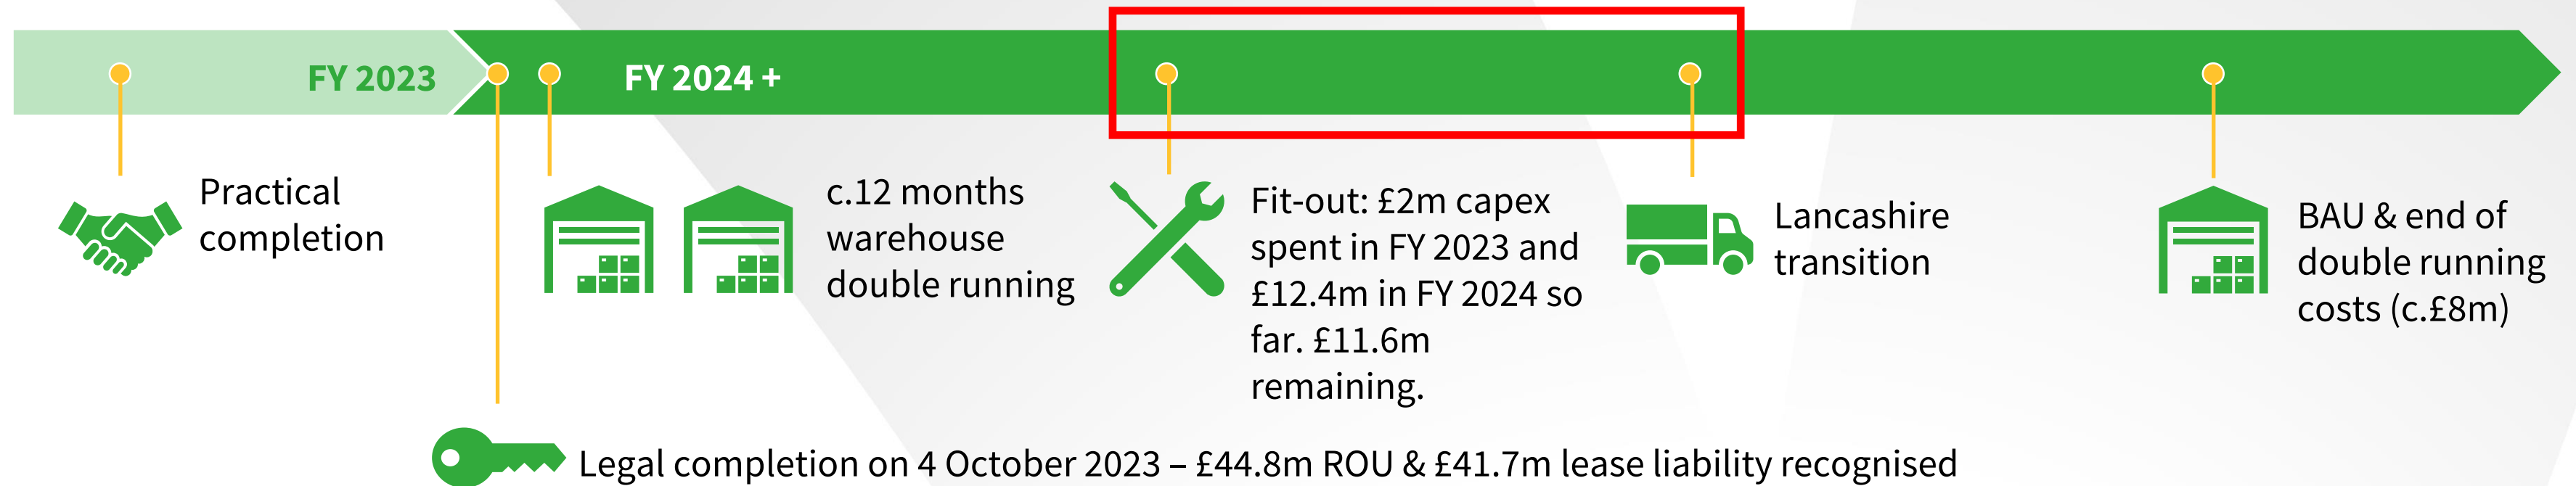 FY 2023
FY 2024 +
Practical
completion
c.12 months
warehouse
double running
Fit-out: £2m capex
spent in FY 2023 and
£12.4m in FY 2024 so
far. £11.6m
remaining.
Lancashire
transition
BAU & end of
double running
costs (c.£8m)
Legal completion on 4 October 2023 – £44.8m ROU & £41.7m lease liability recognised